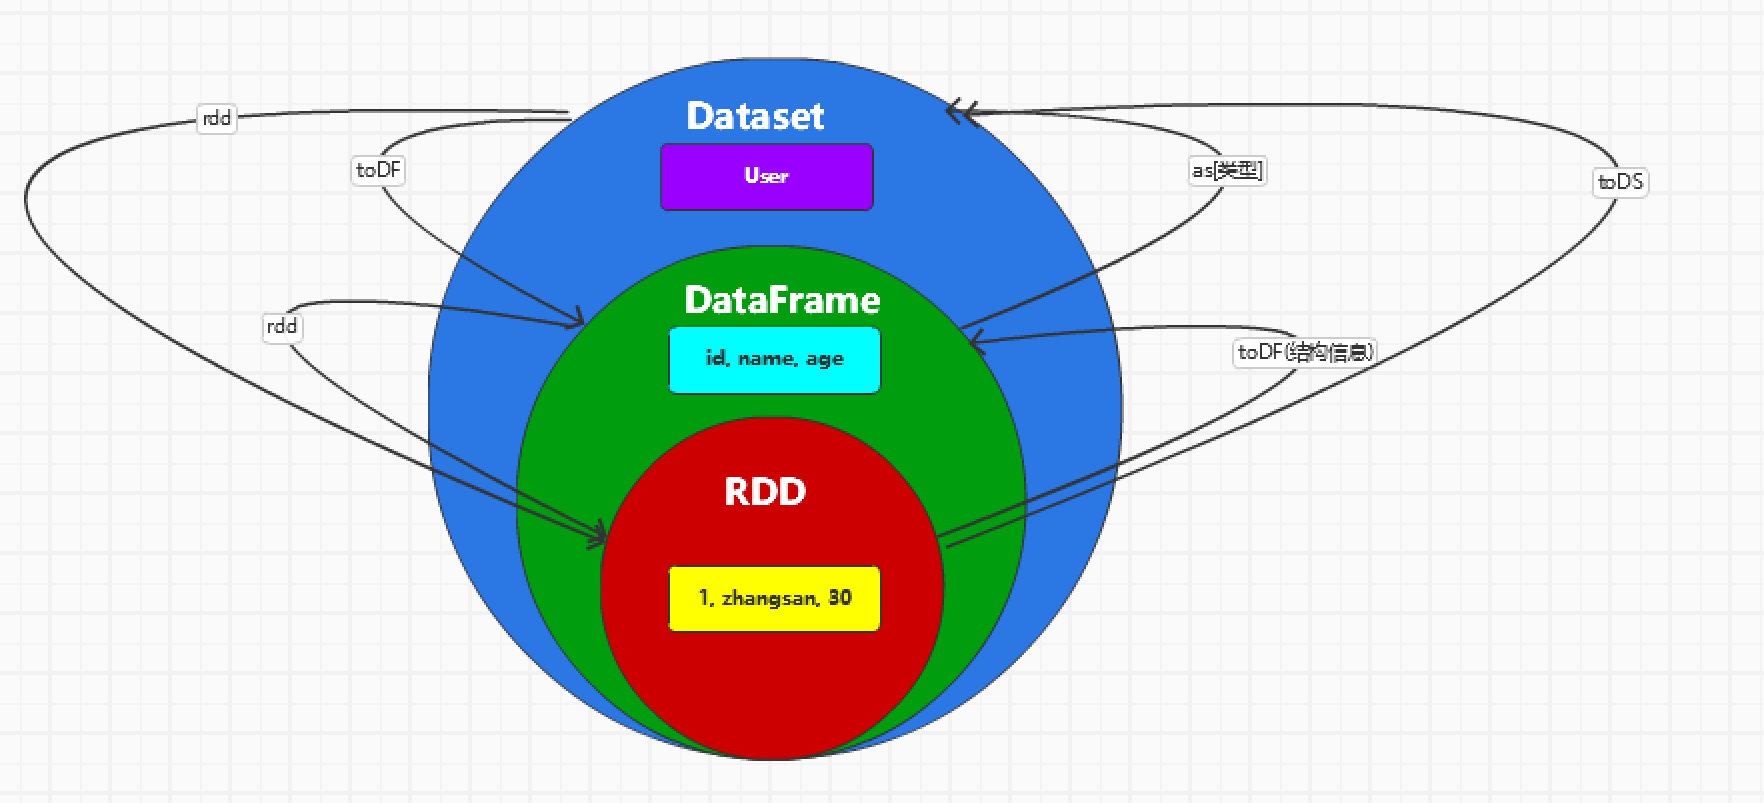 Dataset
rdd
toDF
User
as[类型]
toDS
DataFrame
rdd
id, name, age
toDF(结构信息)
RDD
1, zhangsan, 30